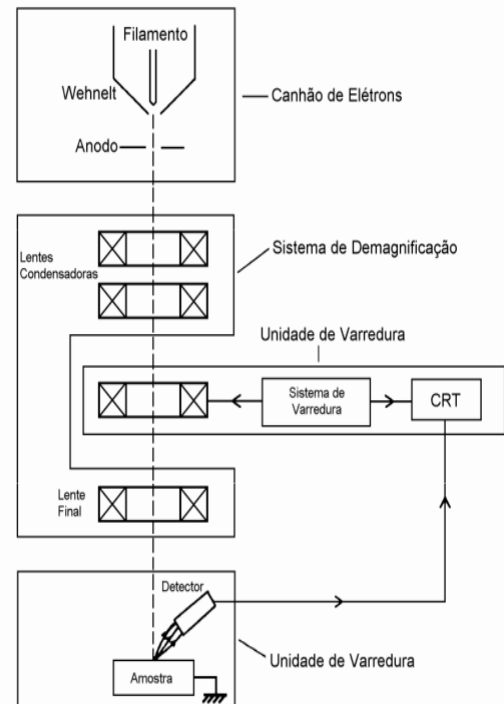 Filamento
Wehnelt
Canhão de Elétrons
Anodo
Lentes
Condensadoras
Sistema de Demagnificação
Unidade de Varredura
Sistema de
Varredura
CRT
Lente
Final
Detector
Amostra
Unidade de Varredura